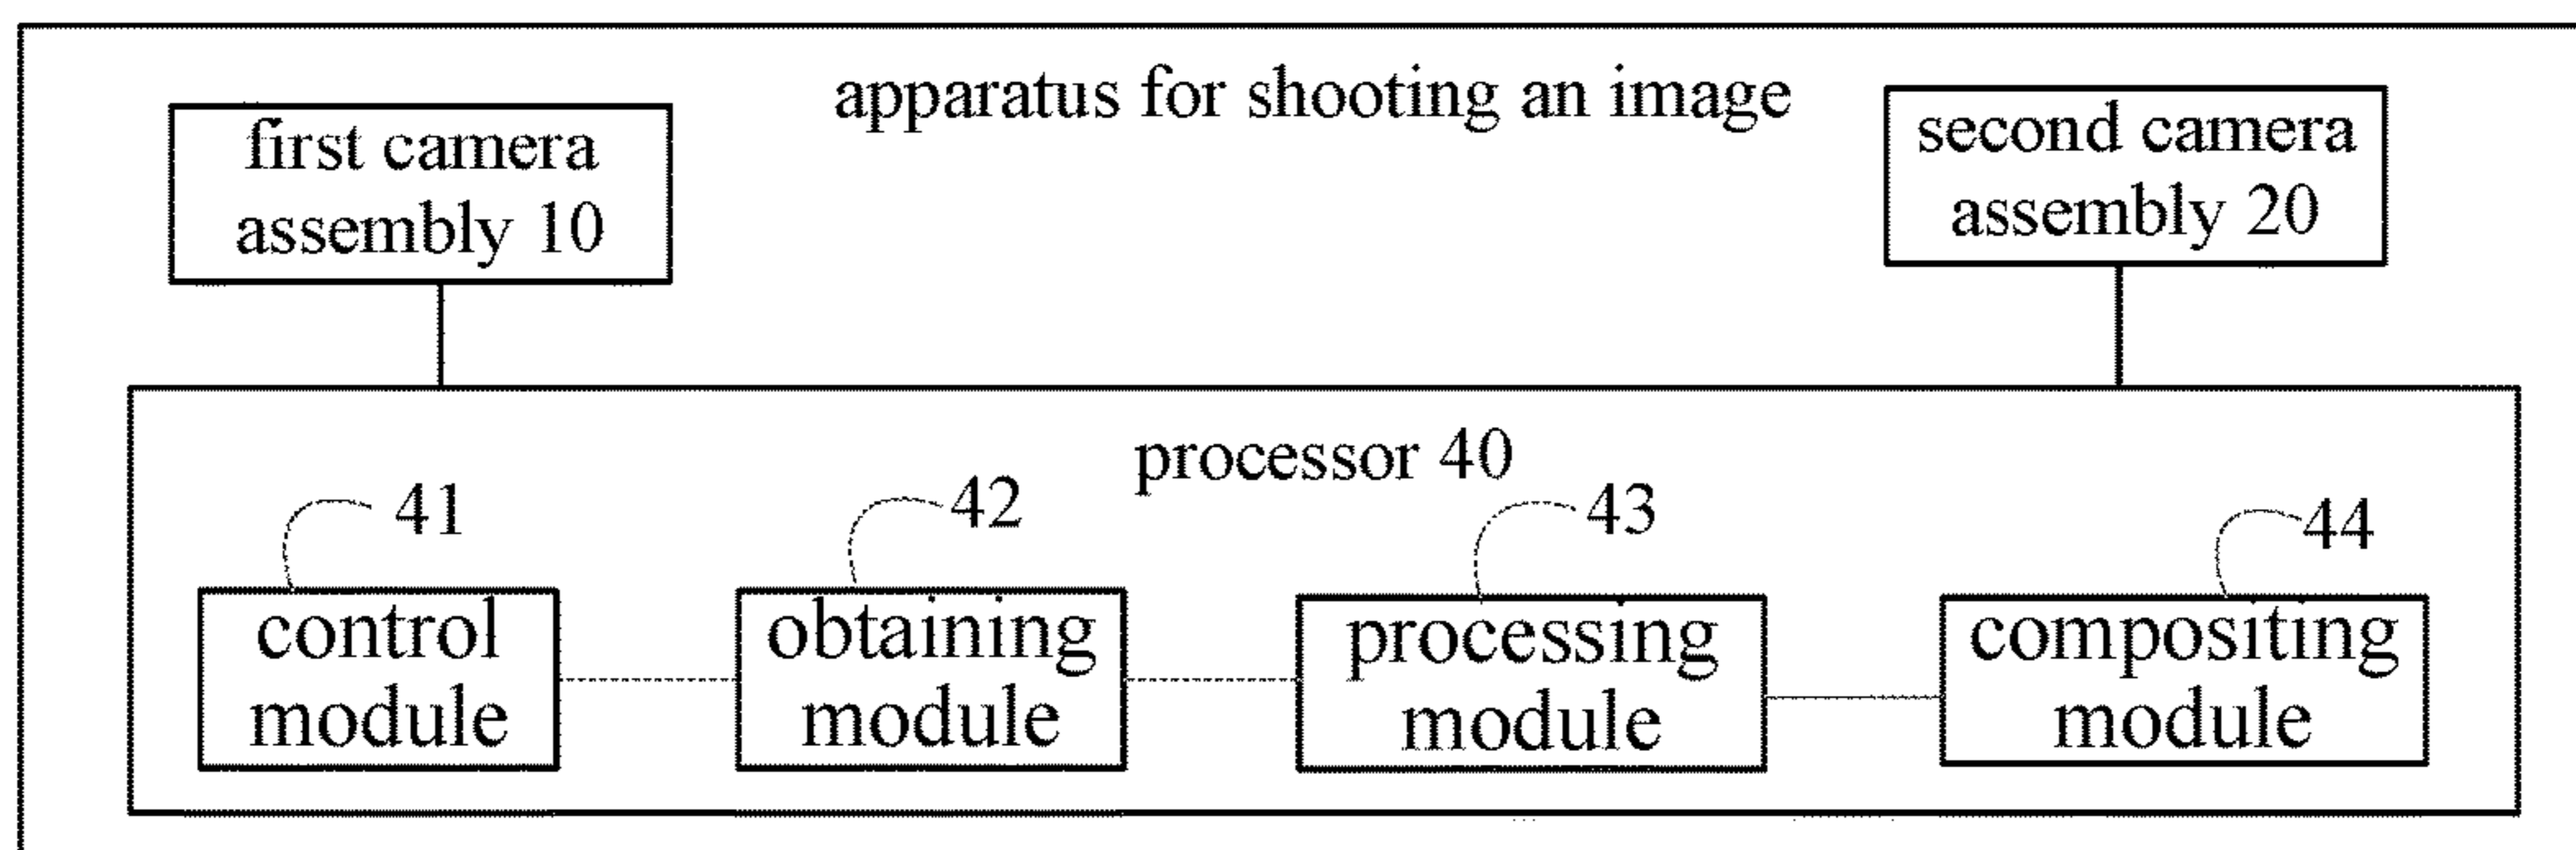 apparatus for shooting an image
first camera
assembly 10
second camera
assembly 20
processor 40
41
42
43
44
control
module
obtaining
module
processing
module
compositing
module